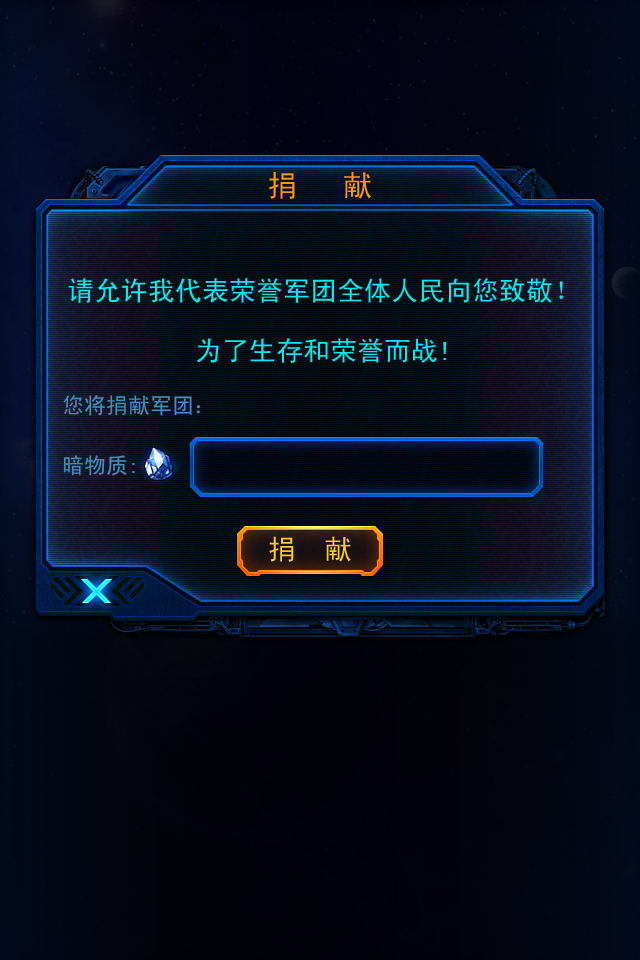 捐 献
请允许我代表荣誉军团全体人民向您致敬！
为了生存和荣誉而战！
您将捐献军团：
暗物质：
捐 献